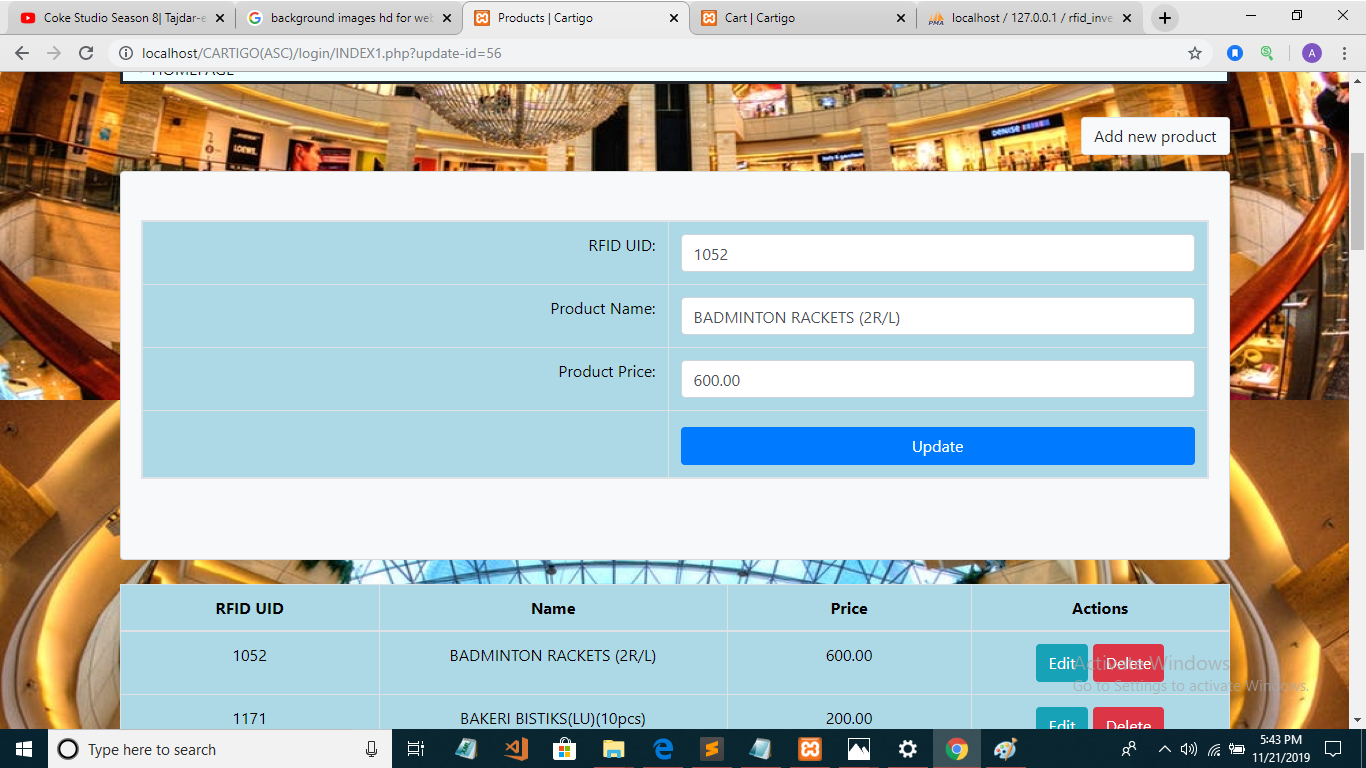 Coke Studio Season 8| Tajdar-e
background images hd for web
Products | Cartigo
Cart | Cartigo
localhost / 127.0.0.1 / rfid_inve
localhost/CARTIGO(ASC)/login/INDEX1.php?update-id=56
A
HOMEPAGE
LOEWE
DENISE
Add new product
RFID UID:
1052
Product Name:
BADMINTON RACKETS (2R/L)
Product Price:
600.00
Update
RFID UID Name Price Actions
1052 BADMINTON RACKETS (2R/L) 600.00 Edit Delete
1171 BAKERI BISTIKS(LU)(10pcs) 200.00 Edit Delete
Activate Windows
Go to Settings to activate Windows.
Type here to search
5:43 PM
11/21/2019